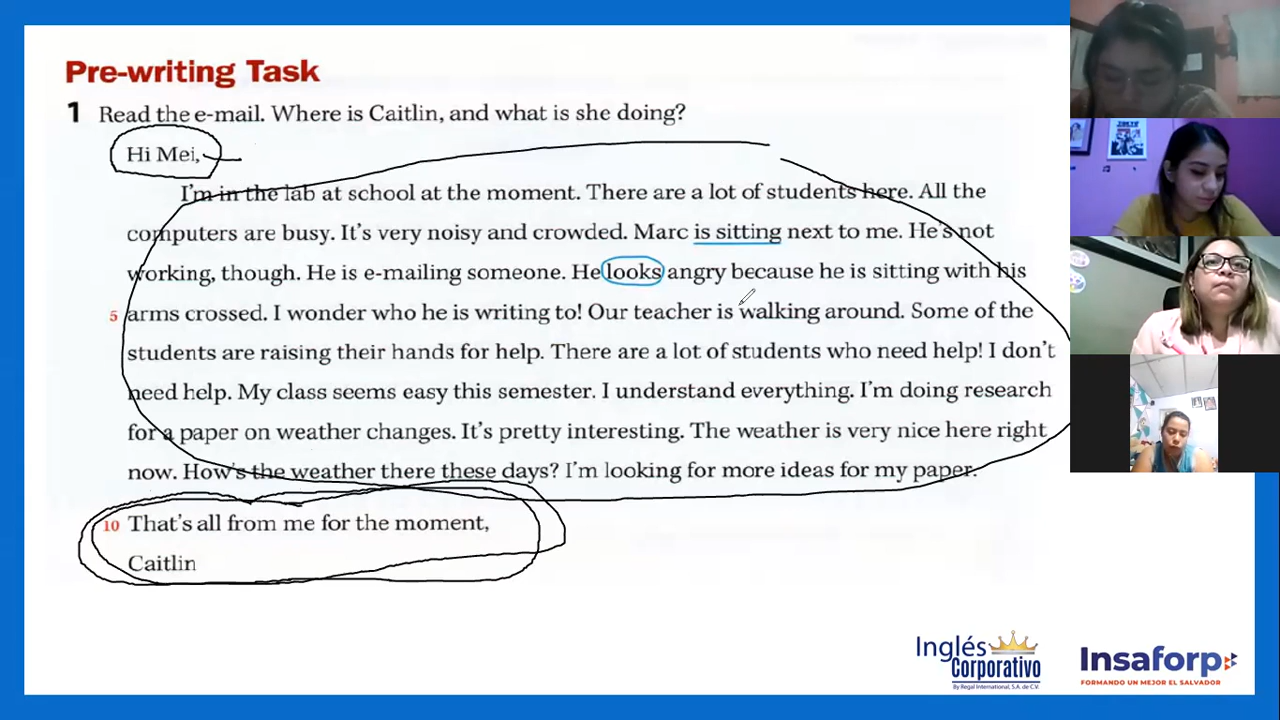 Pre-writing Task
1 Read the e-mail. Where is Caitlin, and what is she doing?
Hi Mei,
I'm in the lab at school at the moment. There are a lot of students here. All the
computers are busy. It's very noisy and crowded. Marc is sitting next to me. He's not
working, though. He is e-mailing someone. He looks angry because he is sitting with his
5 arms crossed. I wonder who he is writing to! Our teacher is walking around. Some of the
students are raising their hands for help. There are a lot of students who need help! I don't
need help. My class seems easy this semester. I understand everything. I'm doing research
for a paper on weather changes. It's pretty interesting. The weather is very nice here right
now. How's the weather there these days? I'm looking for more ideas for my paper.
10 That's all from me for the moment,
Caitlin
Inglés
Corporativo
By Regal International, S.A. de C.V.
Insaforp
FORMANDO UN MEJOR EL SALVADOR